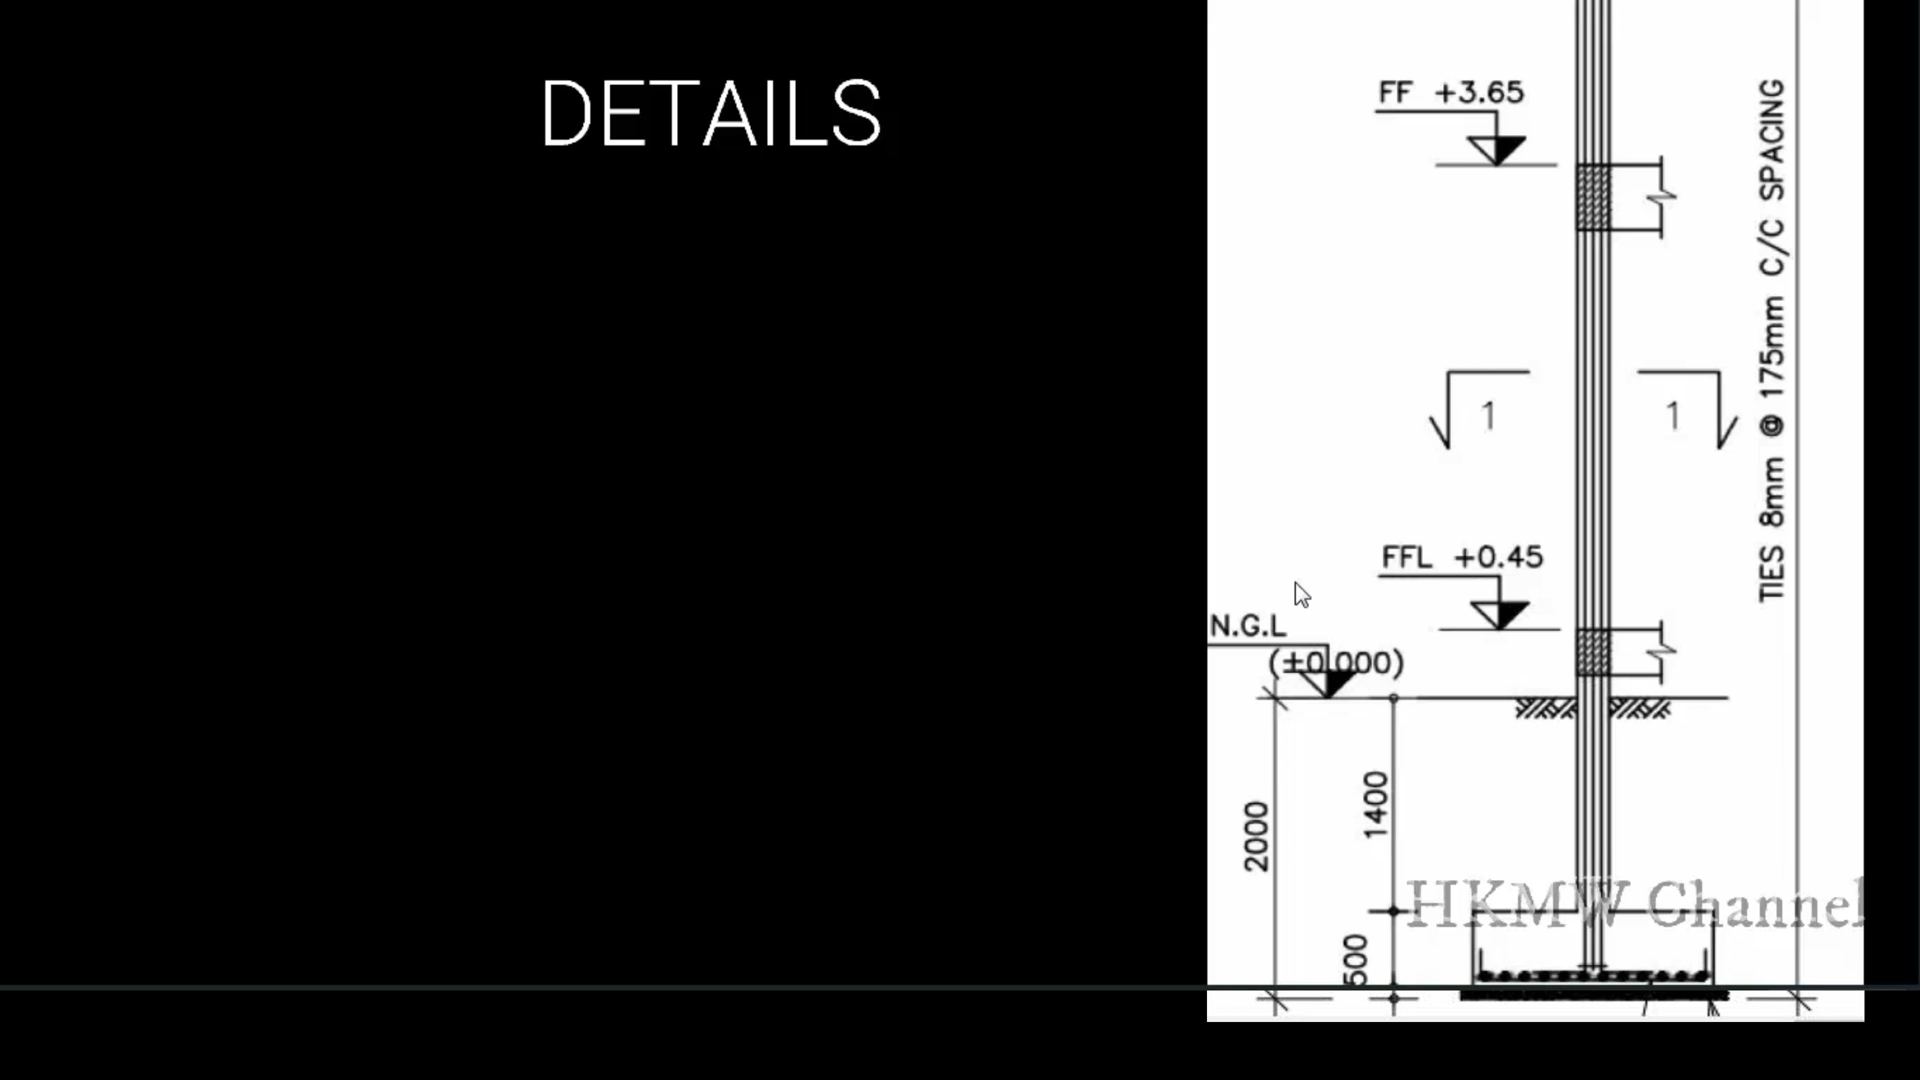 DETAILS
FF +3.65
TIES 8mm @ 175mm C/C SPACING
1 1
FFL +0.45
N.G.L
(±0.000)
2000
1400
500
HKMW Channel